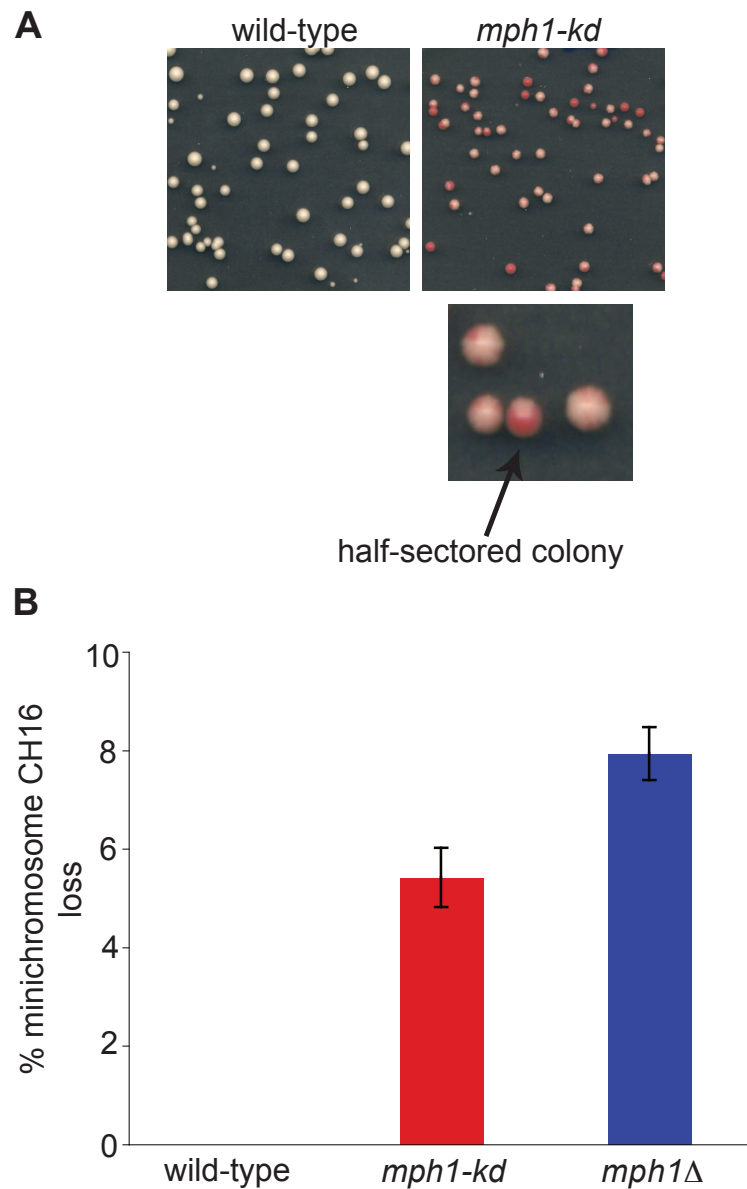 A
wild-type
mph1-kd
half-sectored colony
B
% minichromosome CH16
loss
10
8
6
4
2
0
wild-type
mph1-kd
mph1Δ